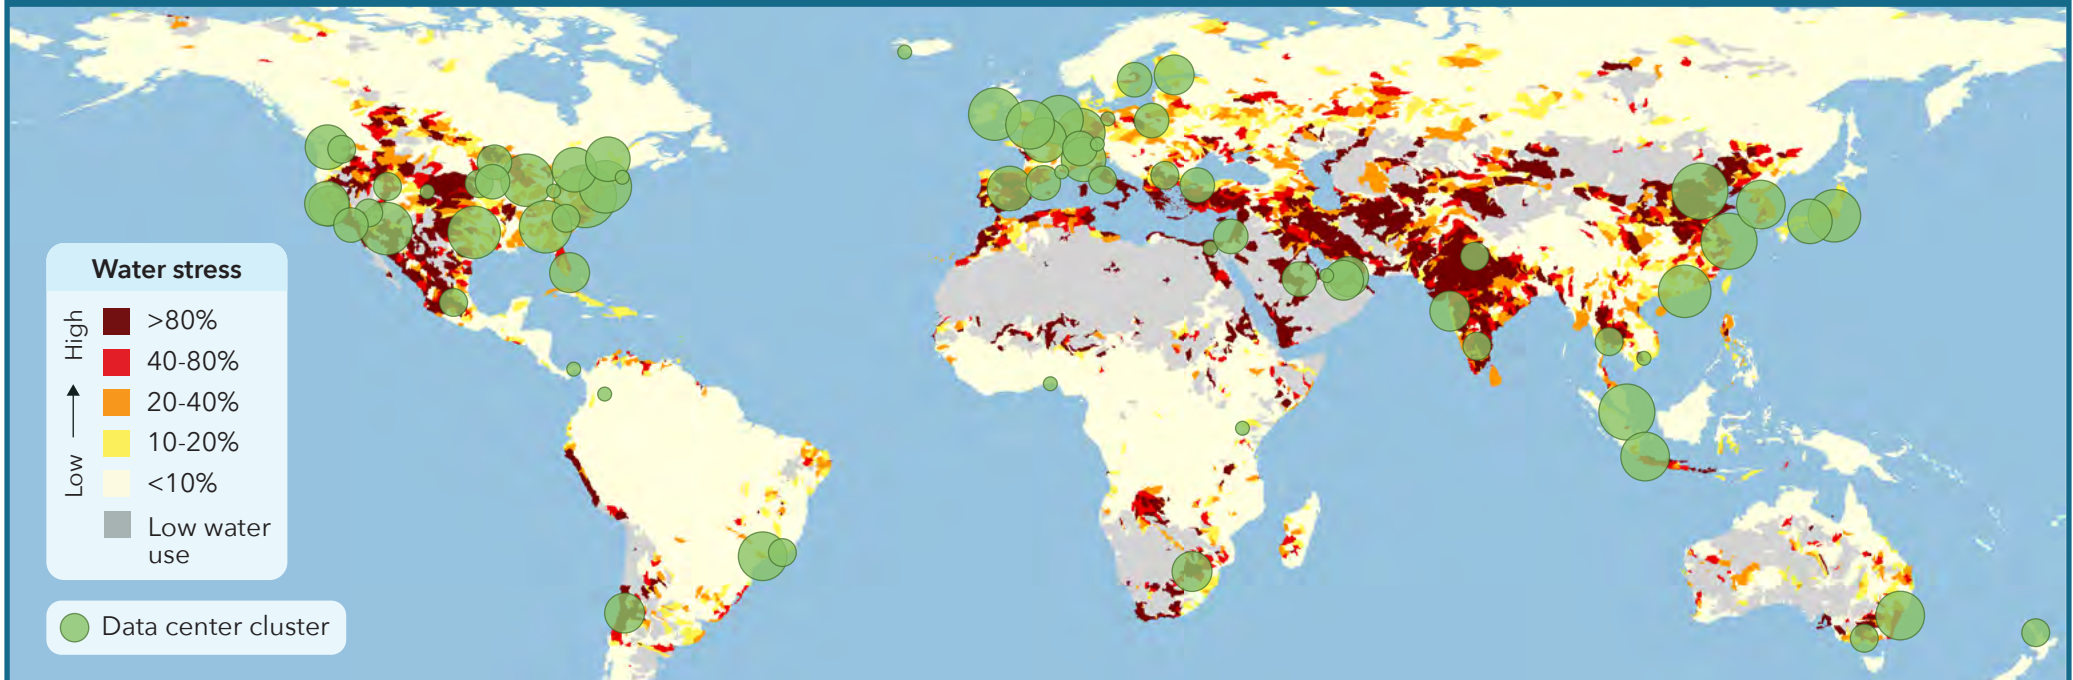 Water stress
High
Low
>80%
40-80%
20-40%
10-20%
<10%
Low water
use
Data center cluster